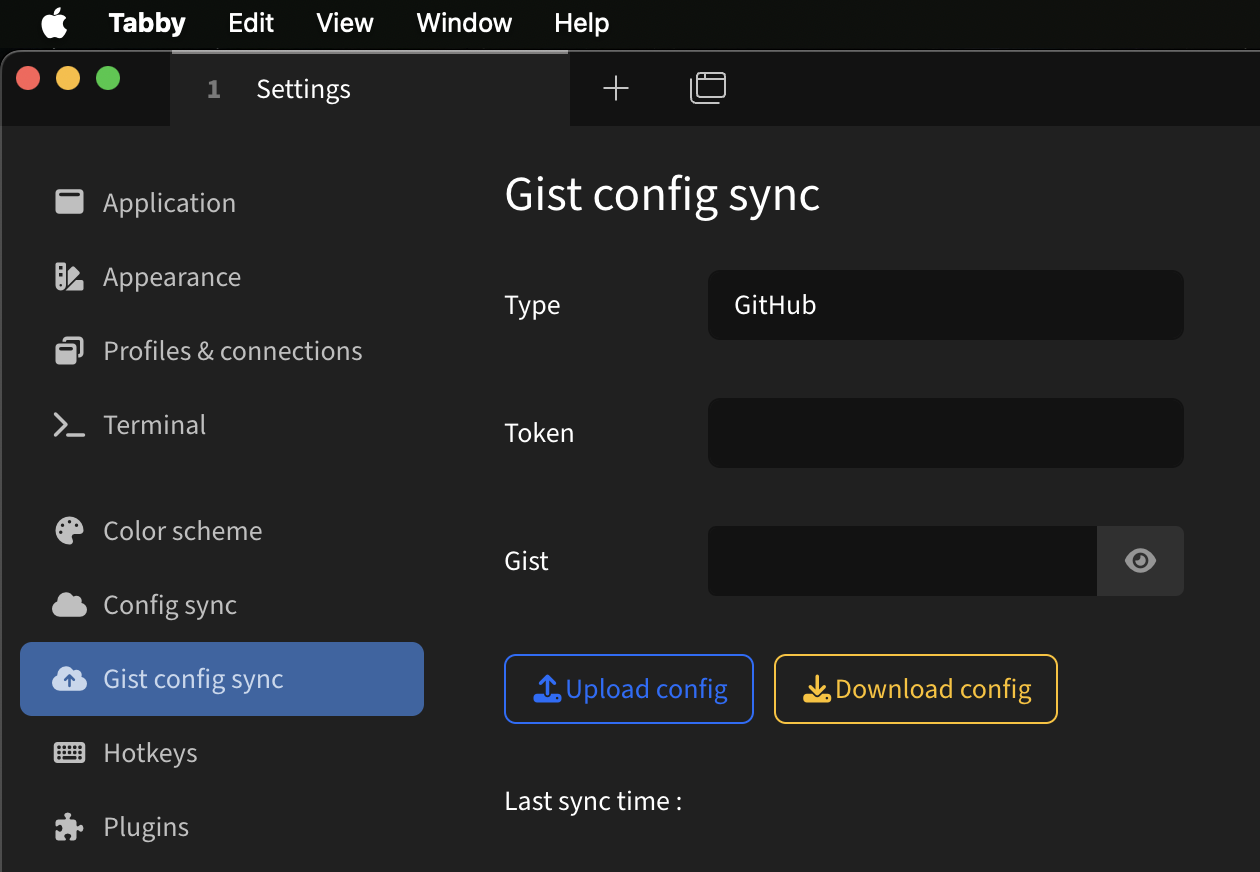 Tabby Edit View Window Help
1 Settings
Application
Appearance
Profiles & connections
Terminal
Color scheme
Config sync
Gist config sync
Hotkeys
Plugins
Gist config sync
Type GitHub
Token
Gist
Upload config Download config
Last sync time :